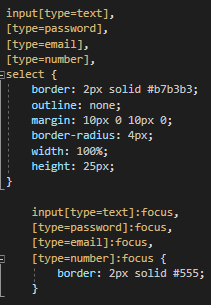 input[type=text],
[type=password],
[type=email],
[type=number],
select {
    border: 2px solid #b7b3b3;
    outline: none;
    margin: 10px 0 10px 0;
    border-radius: 4px;
    width: 100%;
    height: 25px;
}
    input[type=text]:focus,
    [type=password]:focus,
    [type=email]:focus,
    [type=number]:focus {
        border: 2px solid #555;
    }